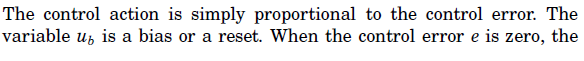 The control action is simply proportional to the control error. The
variable u_b is a bias or a reset. When the control error e is zero, the